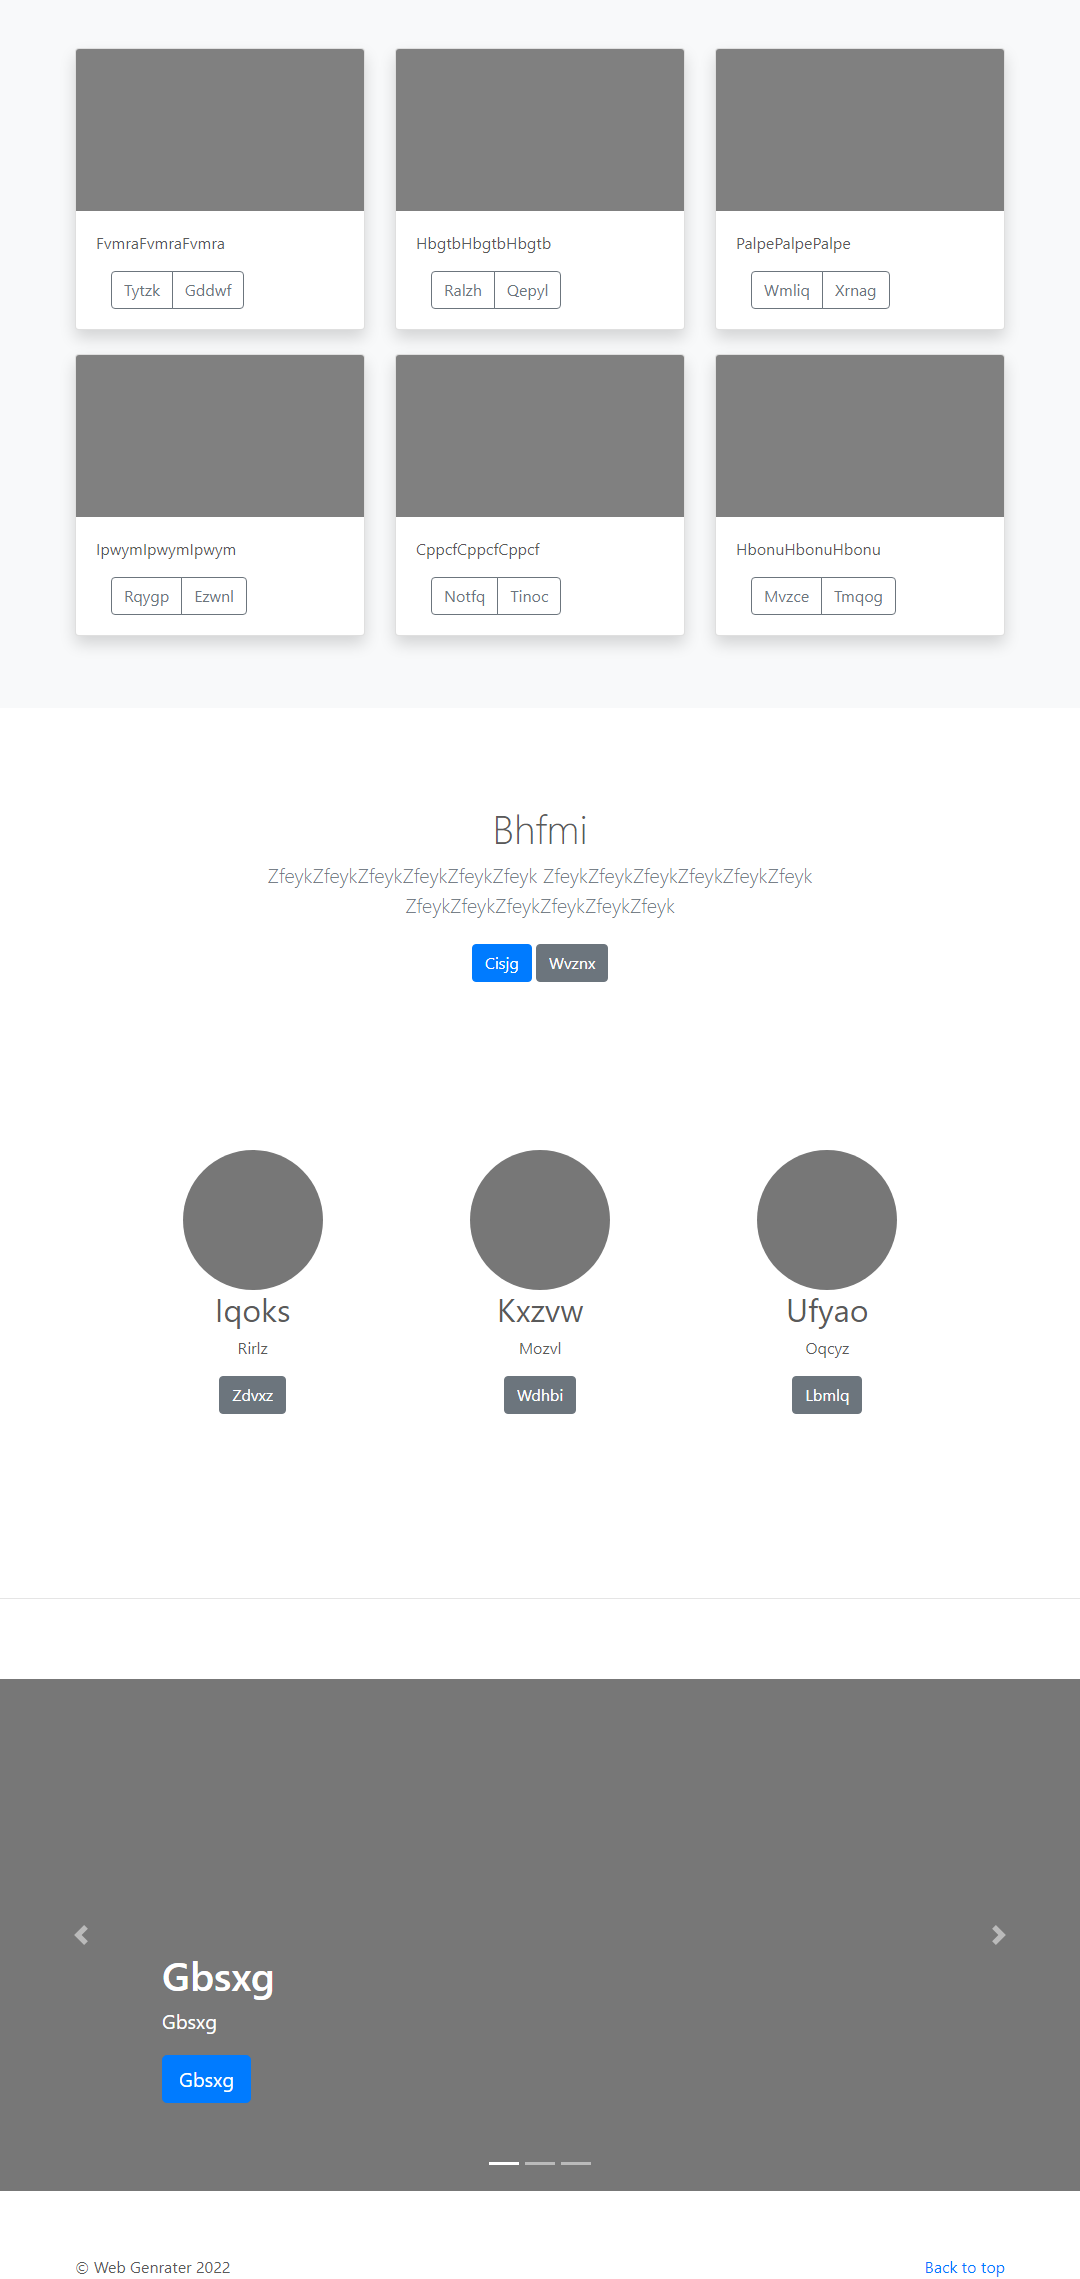 FvmraFvmraFvmra
Tytzk Gddwf
HbgtbHbgtbHbgtb
Ralzh Qepyl
PalpePalpePalpe
Wmliq Xrnag
IpwymIpwymIpwym
Rqygp Ezwnl
CppcfCppcfCppcf
Notfq Tinoc
HbonuHbonuHbonu
Mvzce Tmqog
Bhfmi
ZfeykZfeykZfeykZfeykZfeykZfeyk ZfeykZfeykZfeykZfeykZfeykZfeyk
ZfeykZfeykZfeykZfeykZfeykZfeyk
Cisjg Wvznx
Iqoks
Rirlz
Zdvxz
Kxzvw
Mozvl
Wdhbi
Ufyao
Oqcyz
Lbmlq
Gbsxg
Gbsxg
Gbsxg
© Web Genrater 2022
Back to top